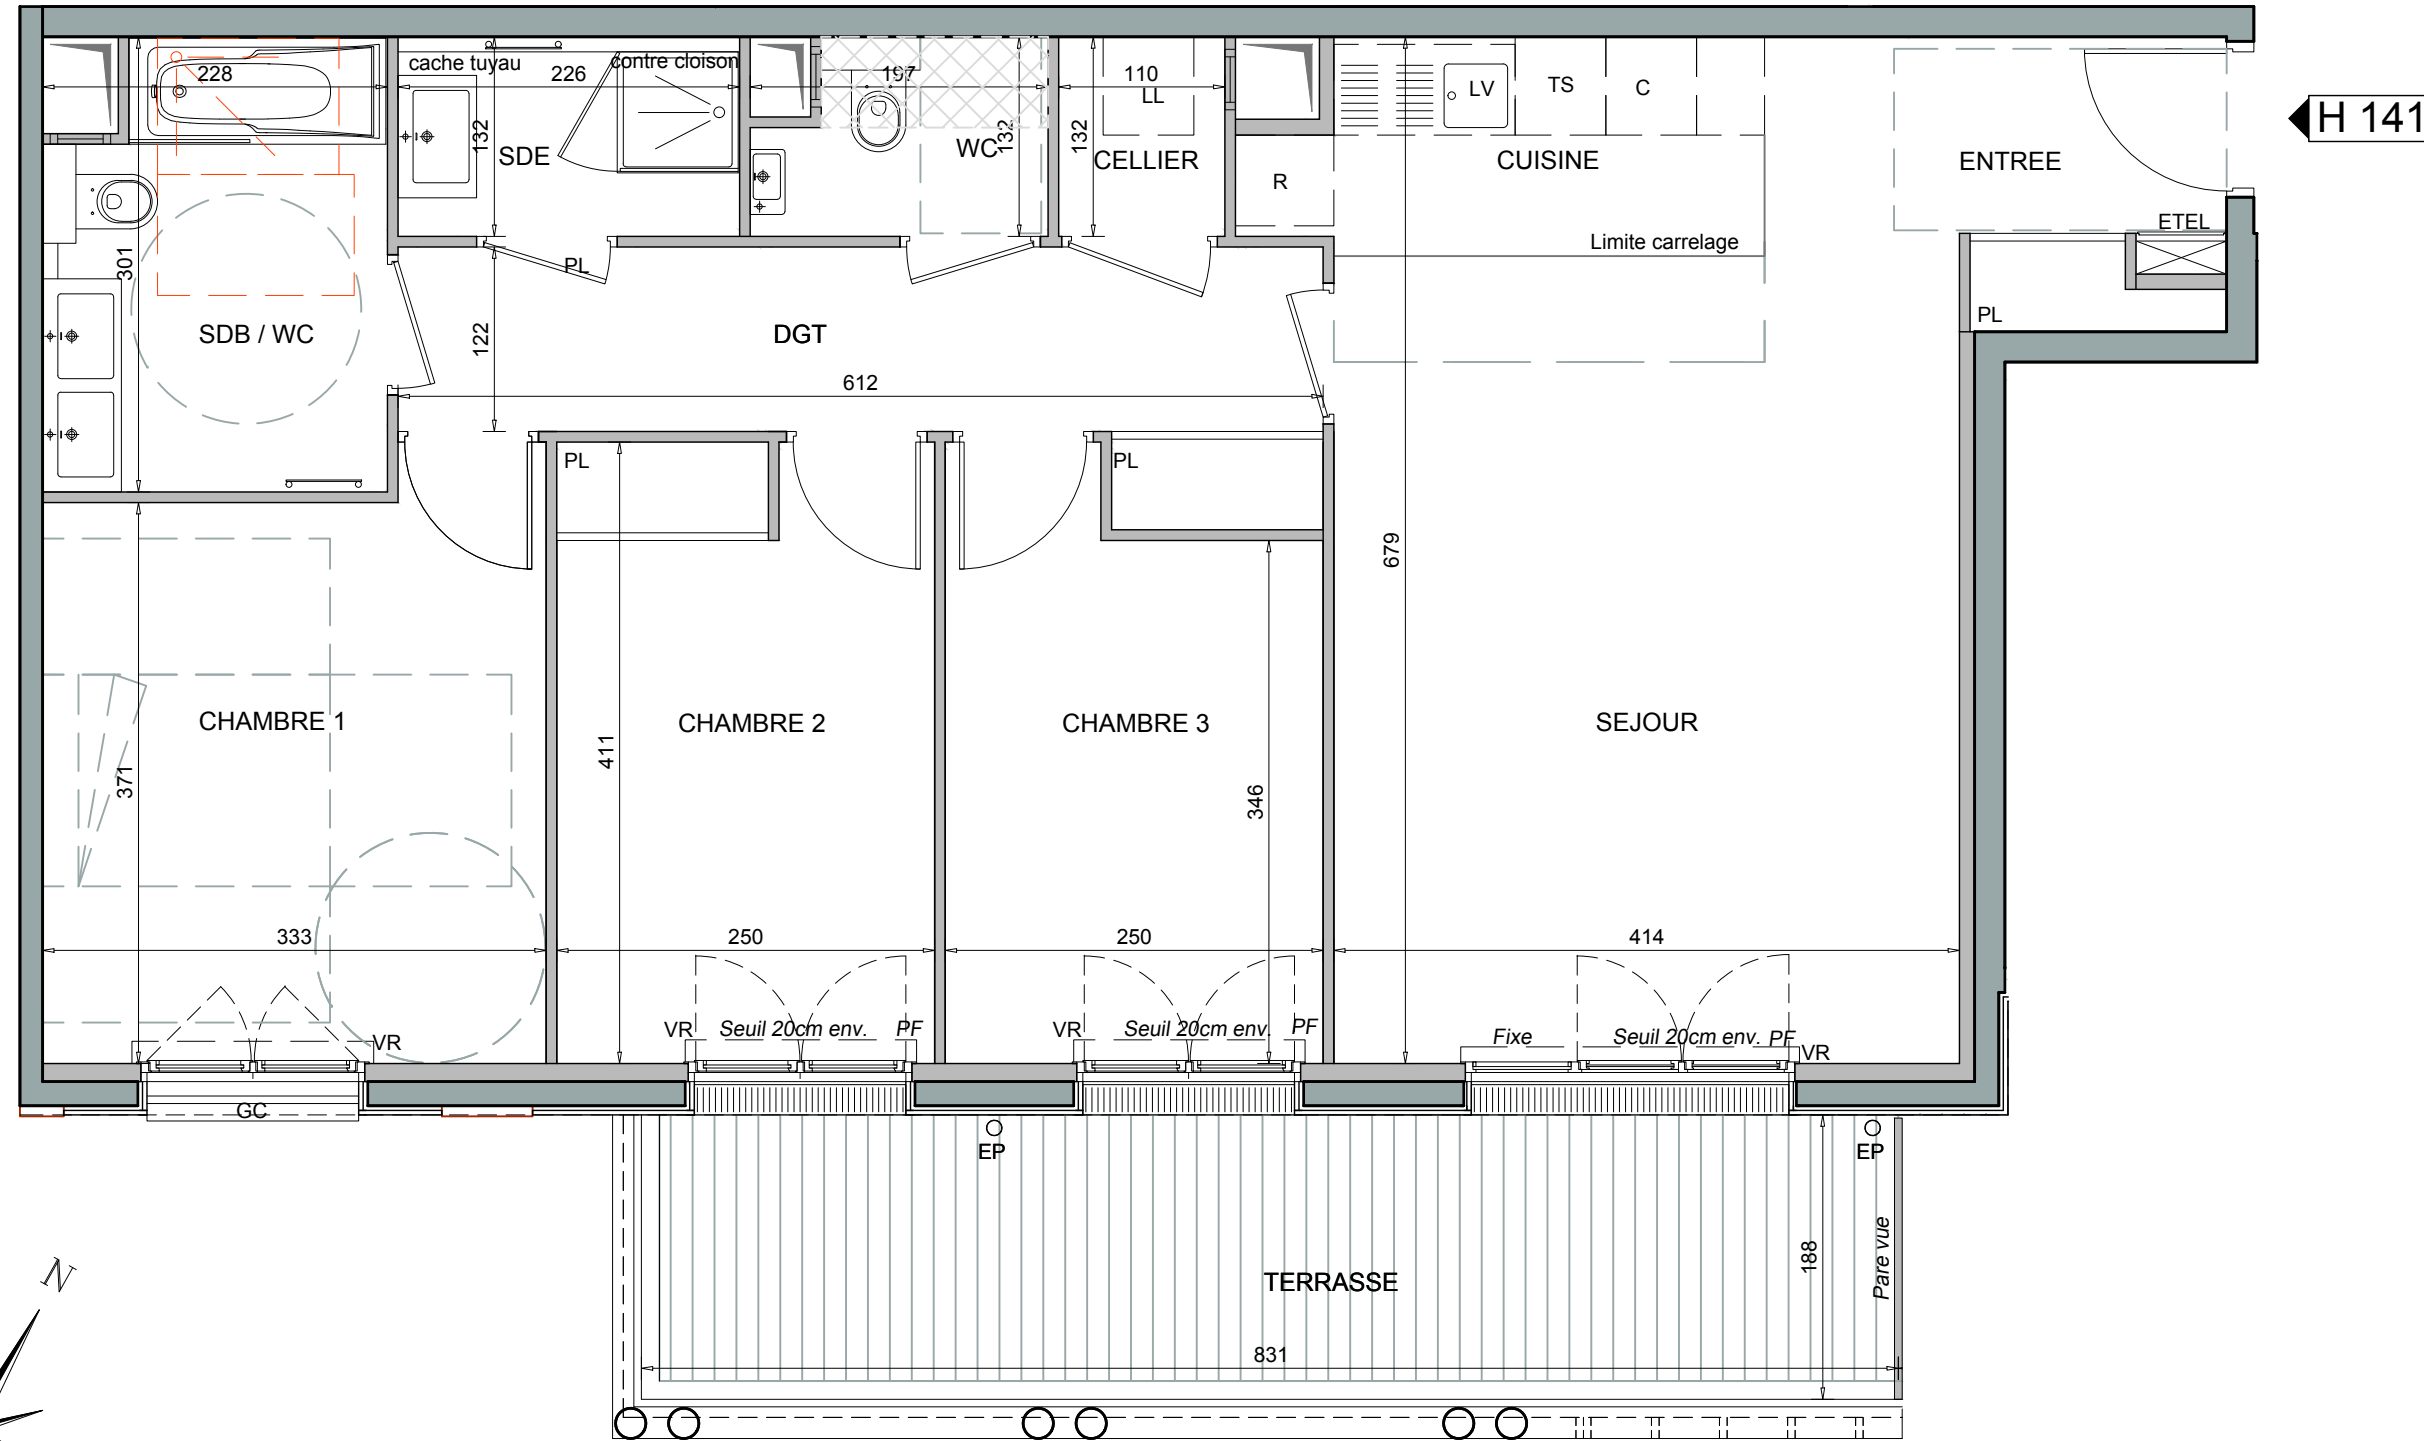 cache tuyau
contre cloison
228
226
197
110
LL
LV
TS
C
H 141
132
SDE
WC
132
132
CELLIER
R
CUISINE
ENTREE
ETEL
Limite carrelage
301
PL
SDB / WC
122
DGT
PL
612
PL
PL
679
CHAMBRE 1
CHAMBRE 2
CHAMBRE 3
SEJOUR
371
411
346
333
250
250
414
VR
VR
Seuil 20cm env.
PF
VR
Seuil 20cm env.
PF
Fixe
Seuil 20cm env.
PF
VR
GC
EP
EP
N
188
Pare vue
TERRASSE
831